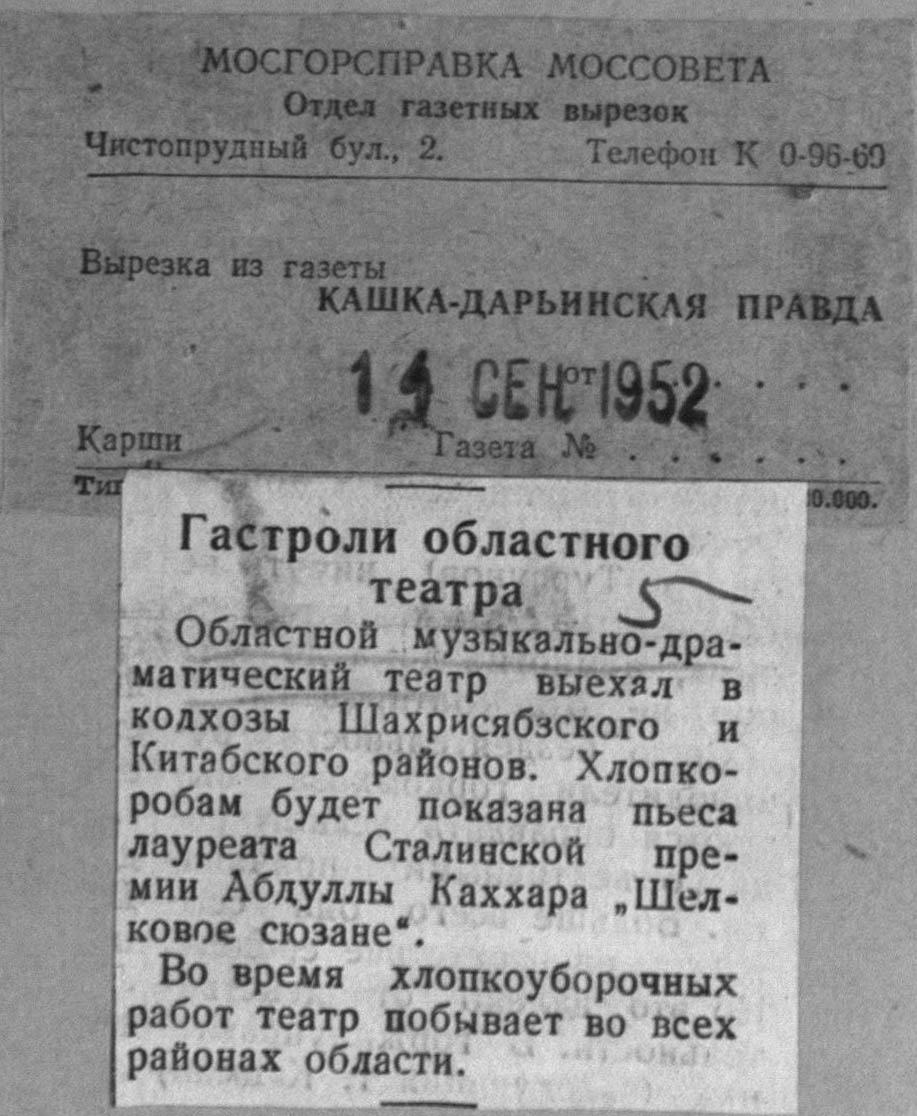 МОСГОРСПРАВКА МОССОВЕТА
Отдел газетных вырезок
Чистопрудный бул., 2. Телефон К 0-96-69
Вырезка из газеты
КАШКА-ДАРЬИНСКАЯ ПРАВДА
от
СЕН 1952 . . . .
Карши Газета № . . . . . .
Гастроли областного
театра
Областной музыкально-дра-
матический театр выехал в
колхозы Шахрисябзского и
Китабского районов. Хлопко-
робам будет показана пьеса
лауреата Сталинской пре-
мии Абдуллы Каххара „Шел-
ковое сюзане“.
Во время хлопкоуборочных
работ театр побывает во всех
районах области.